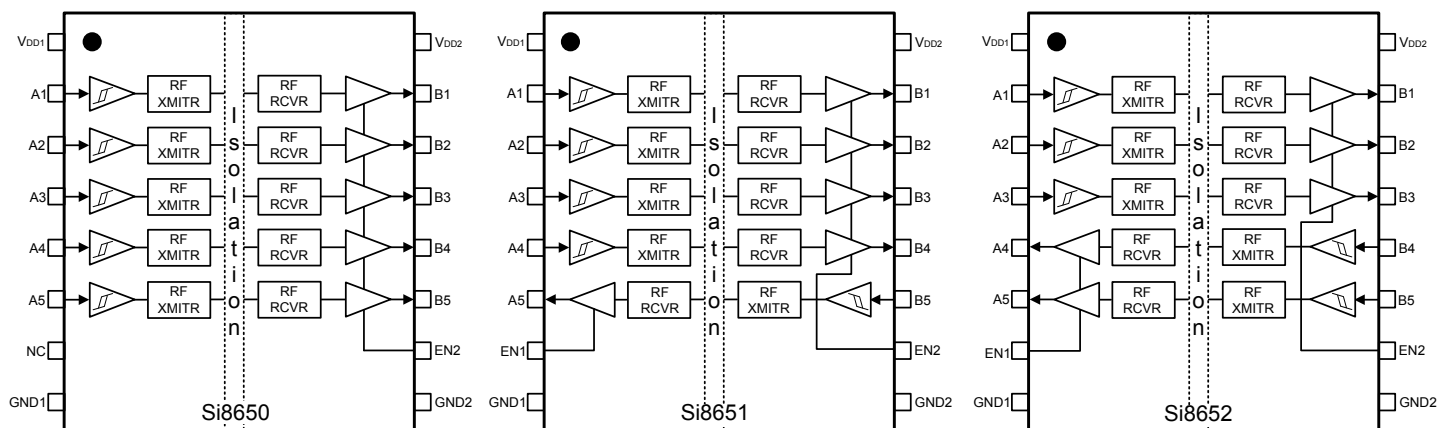 VDD1
VDD2
A1
RF XMITR
RF RCVR
B1
A2
RF XMITR
RF RCVR
B2
A3
RF XMITR
RF RCVR
B3
A4
RF XMITR
RF RCVR
B4
A5
RF XMITR
RF RCVR
B5
NC
EN2
GND1
GND2
Isolation
Si8650
VDD1
VDD2
A1
RF XMITR
RF RCVR
B1
A2
RF XMITR
RF RCVR
B2
A3
RF XMITR
RF RCVR
B3
A4
RF XMITR
RF RCVR
B4
A5
RF RCVR
RF XMITR
B5
EN1
EN2
GND1
GND2
Isolation
Si8651
VDD1
VDD2
A1
RF XMITR
RF RCVR
B1
A2
RF XMITR
RF RCVR
B2
A3
RF XMITR
RF RCVR
B3
A4
RF RCVR
RF XMITR
B4
A5
RF RCVR
RF XMITR
B5
EN1
EN2
GND1
GND2
Isolation
Si8652